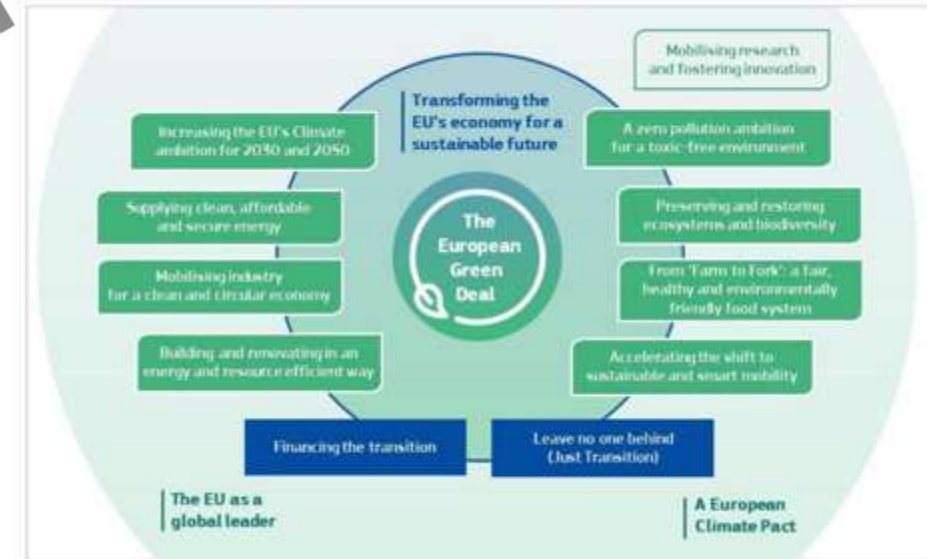 Mobilising research
and fostering innovation
Transforming the
EU's economy for a
sustainable future
Increasing the EU's Climate
ambition for 2030 and 2050
A zero pollution ambition
for a toxic-free environment
Supplying clean, affordable
and secure energy
The
European
Green
Deal
Preserving and restoring
ecosystems and biodiversity
Mobilising industry
for a clean and circular economy
From 'Farm to Fork': a fair,
healthy and environmentally
friendly food system
Building and renovating in an
energy and resource efficient way
Accelerating the shift to
sustainable and smart mobility
Financing the transition
Leave no one behind
(Just Transition)
The EU as a
global leader
A European
Climate Pact